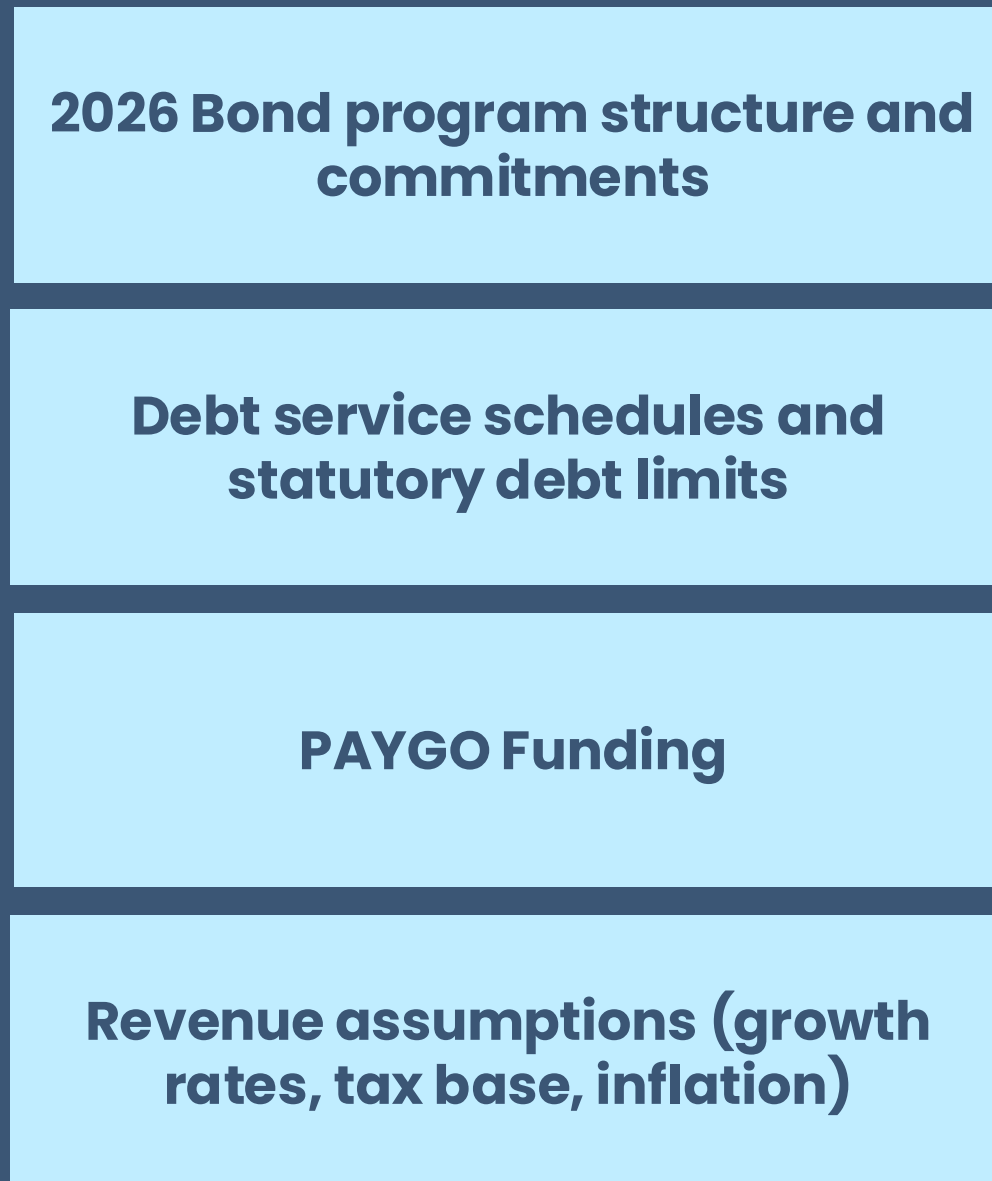 2026 Bond program structure and
commitments
Debt service schedules and
statutory debt limits
PAYGO Funding
Revenue assumptions (growth
rates, tax base, inflation)